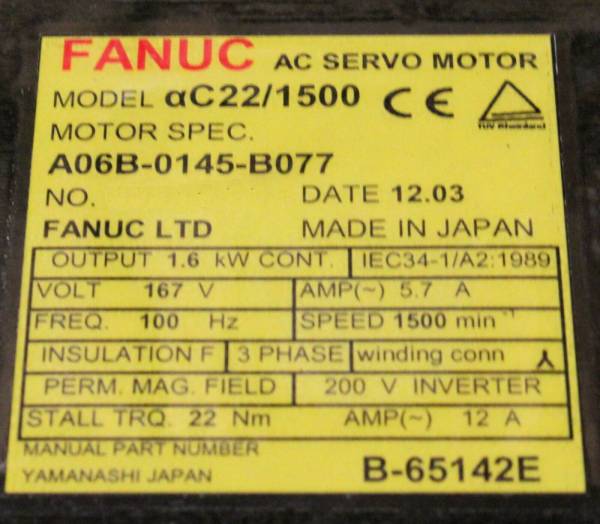 FANUC AC SERVO MOTOR
MODEL αC22/1500 CE
TÜV Rheinland
MOTOR SPEC.
A06B-0145-B077
NO. DATE 12.03
FANUC LTD MADE IN JAPAN
OUTPUT 1.6 kW CONT. IEC34-1/A2:1989
VOLT 167 V AMP(~) 5.7 A
FREQ. 100 Hz SPEED 1500 min⁻¹
INSULATION F 3 PHASE winding conn
PERM. MAG. FIELD 200 V INVERTER
STALL TRQ. 22 Nm AMP(~) 12 A
MANUAL PART NUMBER
YAMANASHI JAPAN B-65142E